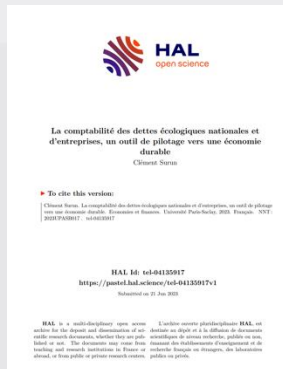 HAL
open science
La comptabilité des dettes écologiques nationales et
d'entreprises, un outil de pilotage vers une économie
durable
Clément Surun
▶ To cite this version:
Clément Surun. La comptabilité des dettes écologiques nationales et d'entreprises, un outil de pilotage
vers une économie durable. Economies et finances. Université Paris-Saclay, 2023. Français. NNT :
2023UPASB017. tel-04135917
HAL Id: tel-04135917
https://pastel.hal.science/tel-04135917v1
Submitted on 21 Jun 2023
HAL is a multi-disciplinary open access
archive for the deposit and dissemination of sci-
entific research documents, whether they are pub-
lished or not. The documents may come from
teaching and research institutions in France or
abroad, or from public or private research centers.
L'archive ouverte pluridisciplinaire HAL, est
destinée au dépôt et à la diffusion de documents
scientifiques de niveau recherche, publiés ou non,
émanant des établissements d'enseignement et de
recherche français ou étrangers, des laboratoires
publics ou privés.